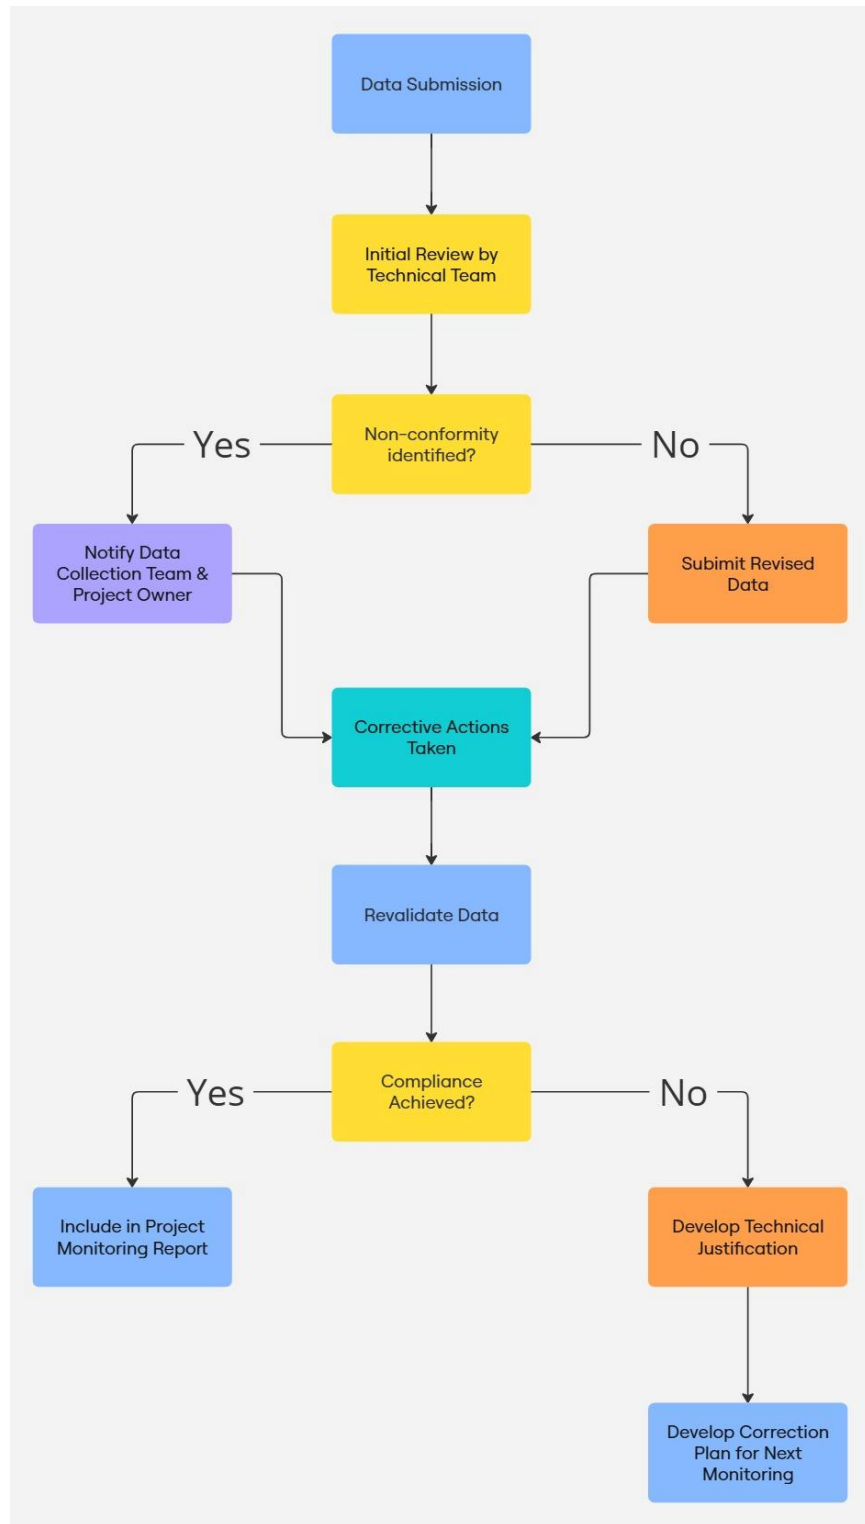 Data Submission
Initial Review by
Technical Team
Non-conformity
identified?
Yes
No
Notify Data
Collection Team &
Project Owner
Subimit Revised
Data
Corrective Actions
Taken
Revalidate Data
Compliance
Achieved?
Yes
No
Include in Project
Monitoring Report
Develop Technical
Justification
Develop Correction
Plan for Next
Monitoring